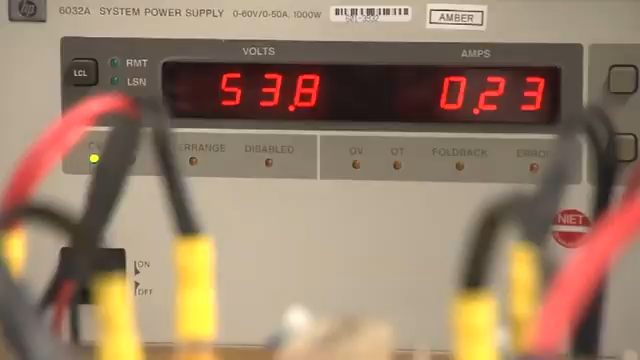 hp 6032A SYSTEM POWER SUPPLY 0-60V/0-50A, 1000W
AMBER
VOLTS AMPS
LCL
RMT
LSN
53.8 0.23
CV
DISABLED OV OT FOLDBACK ERROR
NIET
ON
OFF